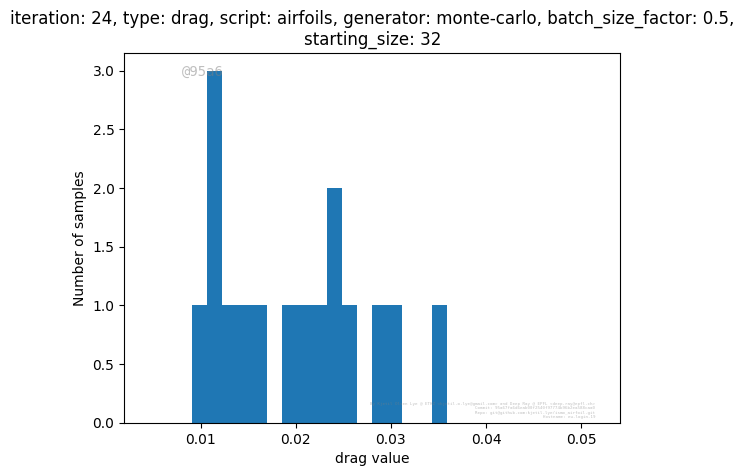 iteration: 24, type: drag, script: airfoils, generator: monte-carlo, batch_size_factor: 0.5,
starting_size: 32
@95a6
3.0
2.5
2.0
1.5
1.0
0.5
0.0
Number of samples
0.01
0.02
0.03
0.04
0.05
drag value